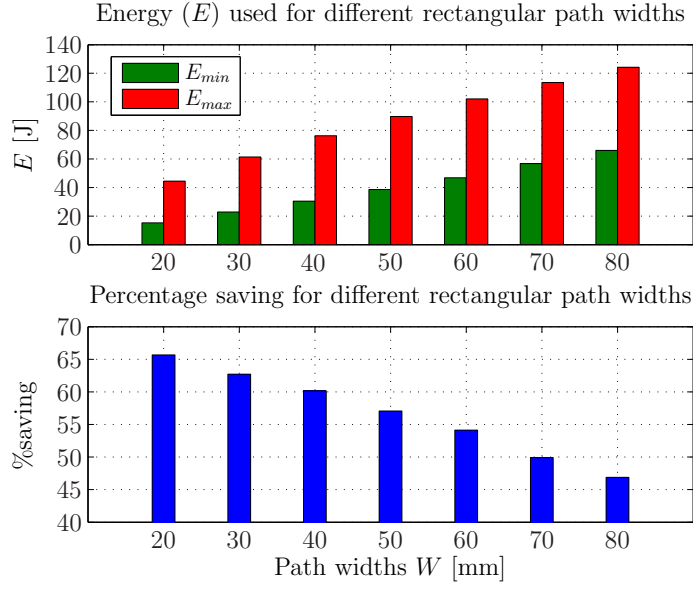 Energy (E) used for different rectangular path widths
140
120
100
80
60
40
20
0
E [J]
E_min
E_max
20 30 40 50 60 70 80
Percentage saving for different rectangular path widths
70
65
60
55
50
45
40
%saving
20 30 40 50 60 70 80
Path widths W [mm]